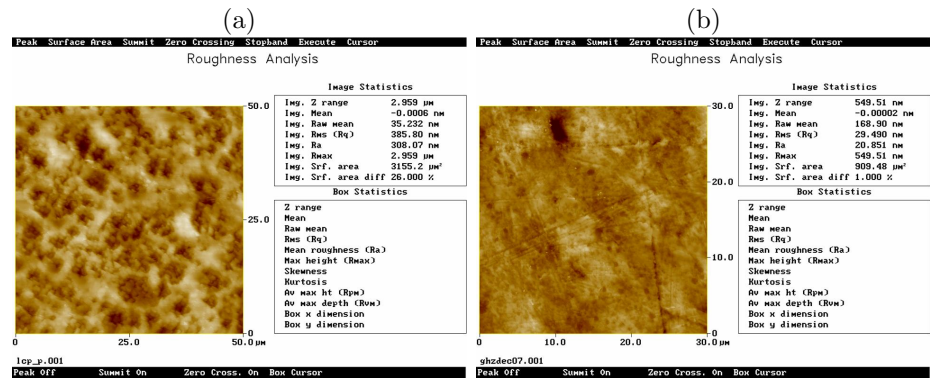 (a)
Peak Surface Area Summit Zero Crossing Stopband Execute Cursor
Roughness Analysis
Image Statistics
Img. Z range 2.959 µm
Img. Mean -0.0006 nm
Img. Raw mean 35.232 nm
Img. Rms (Rq) 385.80 nm
Img. Ra 308.07 nm
Img. Rmax 2.959 µm
Img. Srf. area 3155.2 µm²
Img. Srf. area diff 26.000 %
Box Statistics
Z range
Mean
Raw mean
Rms (Rq)
Mean roughness (Ra)
Max height (Rmax)
Skewness
Kurtosis
Av max ht (Rpm)
Av max depth (Rvm)
Box x dimension
Box y dimension
50.0
25.0
0
0 25.0 50.0 µm
lcp_p.001
Peak Off Summit On Zero Cross. On Box Cursor
(b)
Peak Surface Area Summit Zero Crossing Stopband Execute Cursor
Roughness Analysis
Image Statistics
Img. Z range 549.51 nm
Img. Mean -0.00002 nm
Img. Raw mean 168.90 nm
Img. Rms (Rq) 29.490 nm
Img. Ra 20.851 nm
Img. Rmax 549.51 nm
Img. Srf. area 909.48 µm²
Img. Srf. area diff 1.000 %
Box Statistics
Z range
Mean
Raw mean
Rms (Rq)
Mean roughness (Ra)
Max height (Rmax)
Skewness
Kurtosis
Av max ht (Rpm)
Av max depth (Rvm)
Box x dimension
Box y dimension
30.0
20.0
10.0
0
0 10.0 20.0 30.0 µm
ghzdec07.001
Peak Off Summit On Zero Cross. On Box Cursor